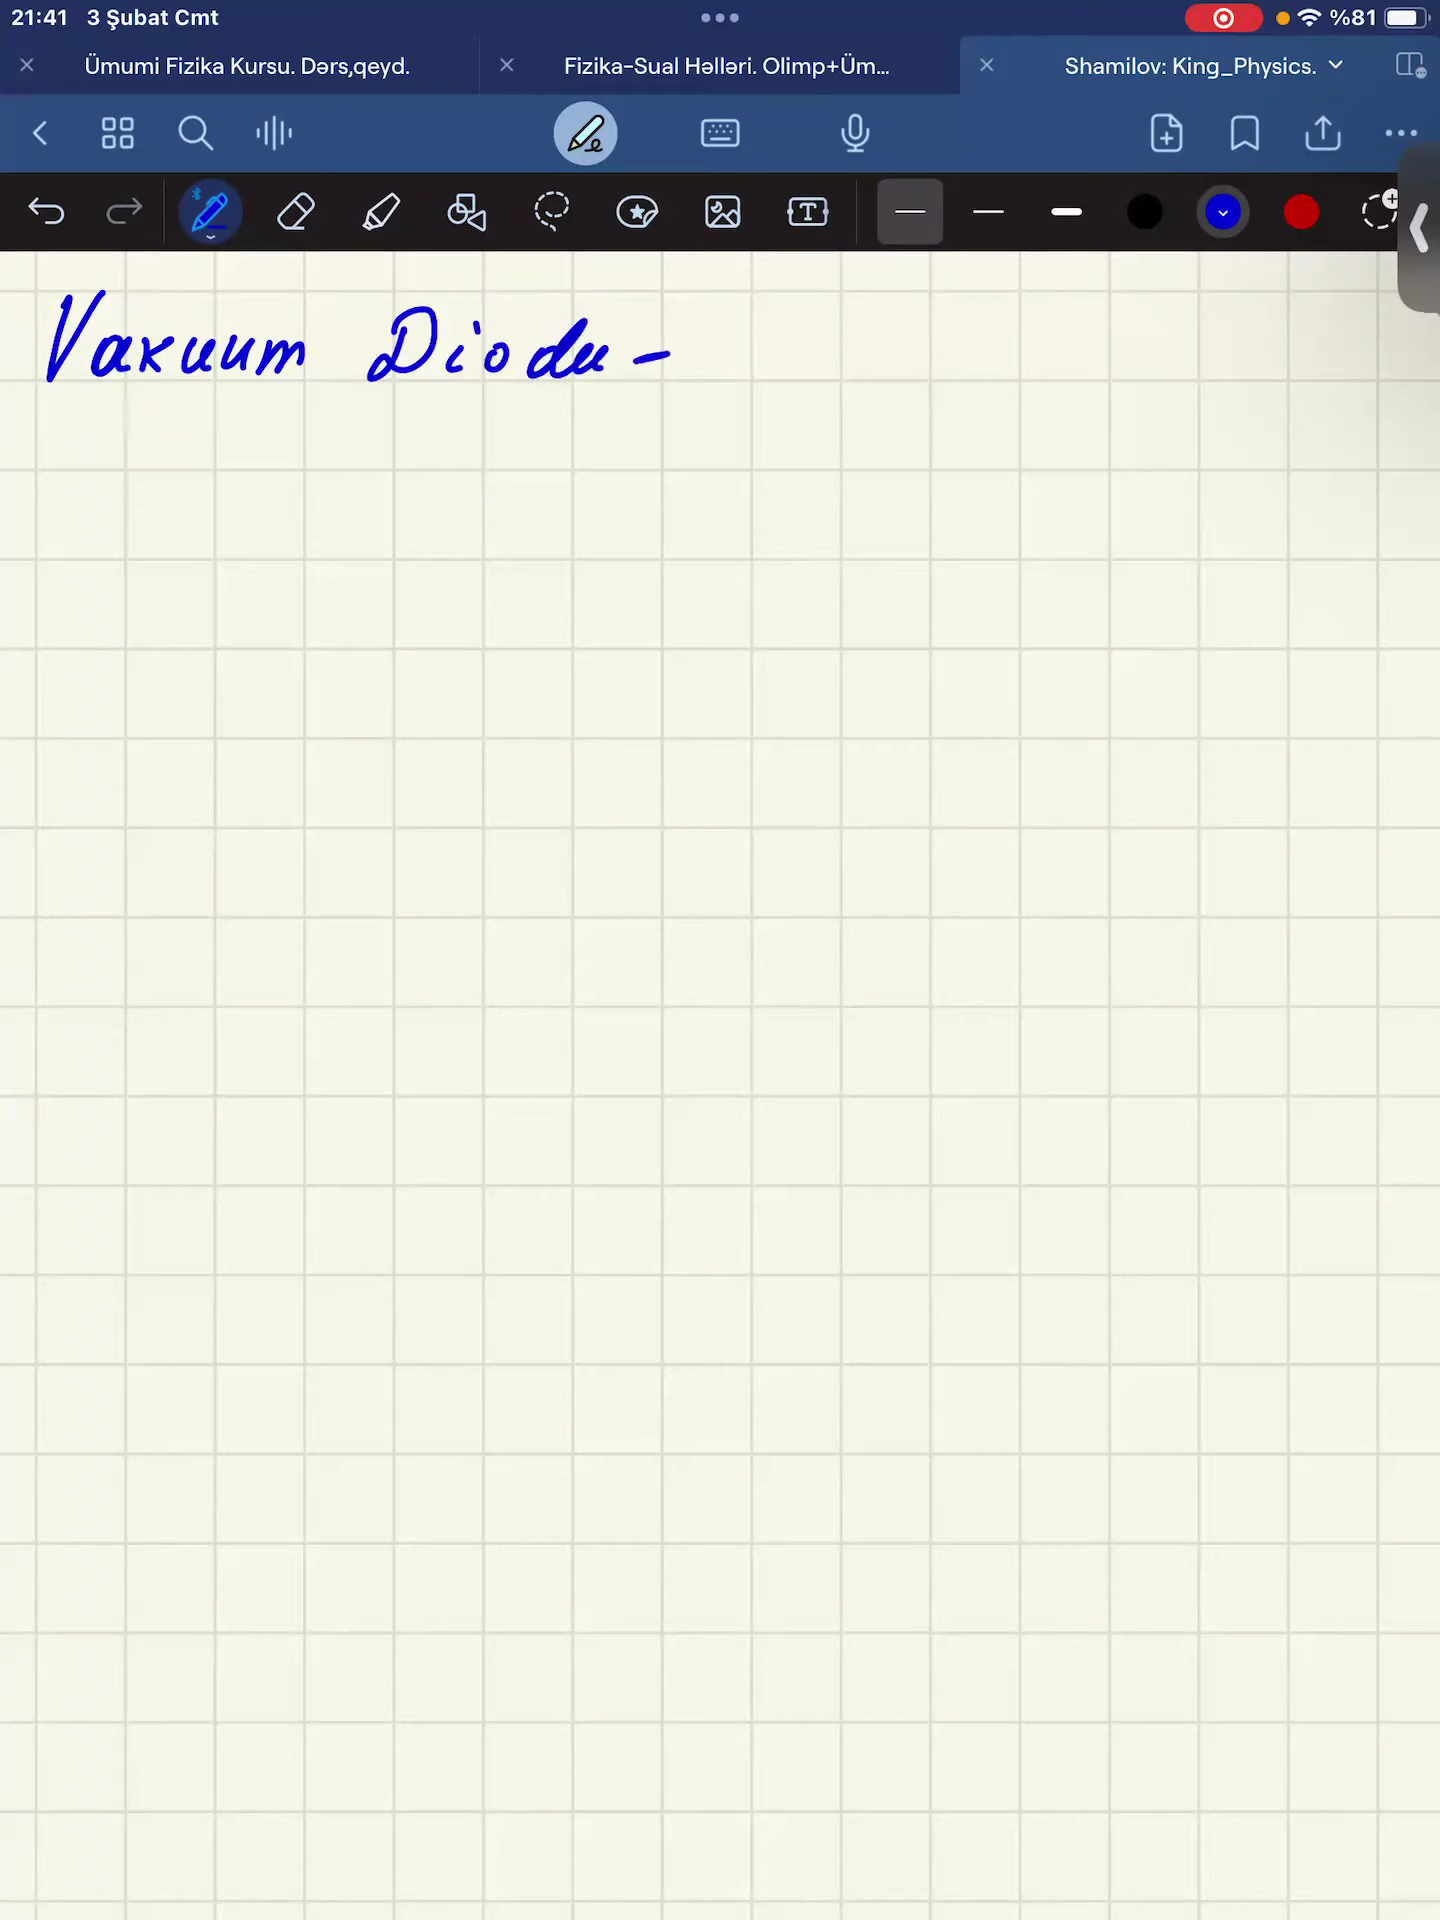 21:41 3 Şubat Cmt %81
Ümumi Fizika Kursu. Dərs,qeyd. Fizika-Sual Həlləri. Olimp+Üm... Shamilov: King_Physics.
Vakuum Diodu -